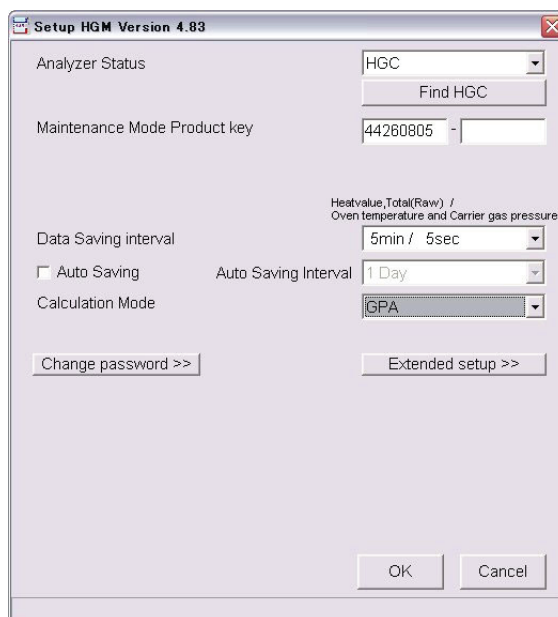 Setup HGM Version 4.83
Analyzer Status
HGC
Find HGC
Maintenance Mode Product key
44260805 -
Heatvalue,Total(Raw) /
Oven temperature and Carrier gas pressure
Data Saving interval
5min / 5sec
Auto Saving
Auto Saving Interval
1 Day
Calculation Mode
GPA
Change password >>
Extended setup >>
OK
Cancel